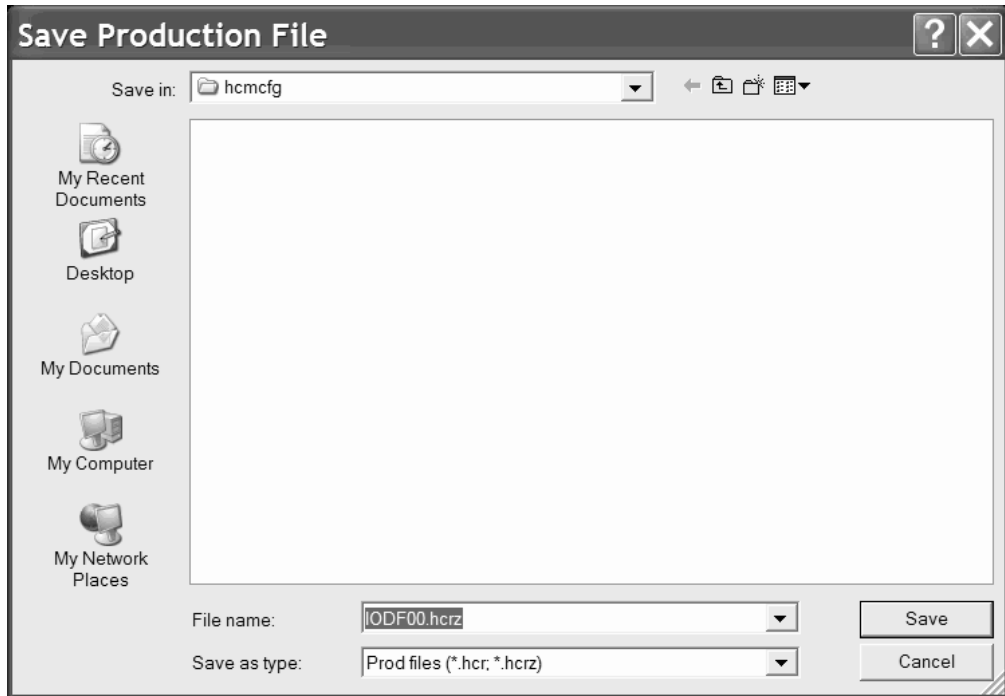 Save Production File
?
Save in:
hcmcfg
My Recent
Documents
Desktop
My Documents
My Computer
My Network
Places
File name:
IODF00.hcrz
Save
Save as type:
Prod files (*.hcr; *.hcrz)
Cancel